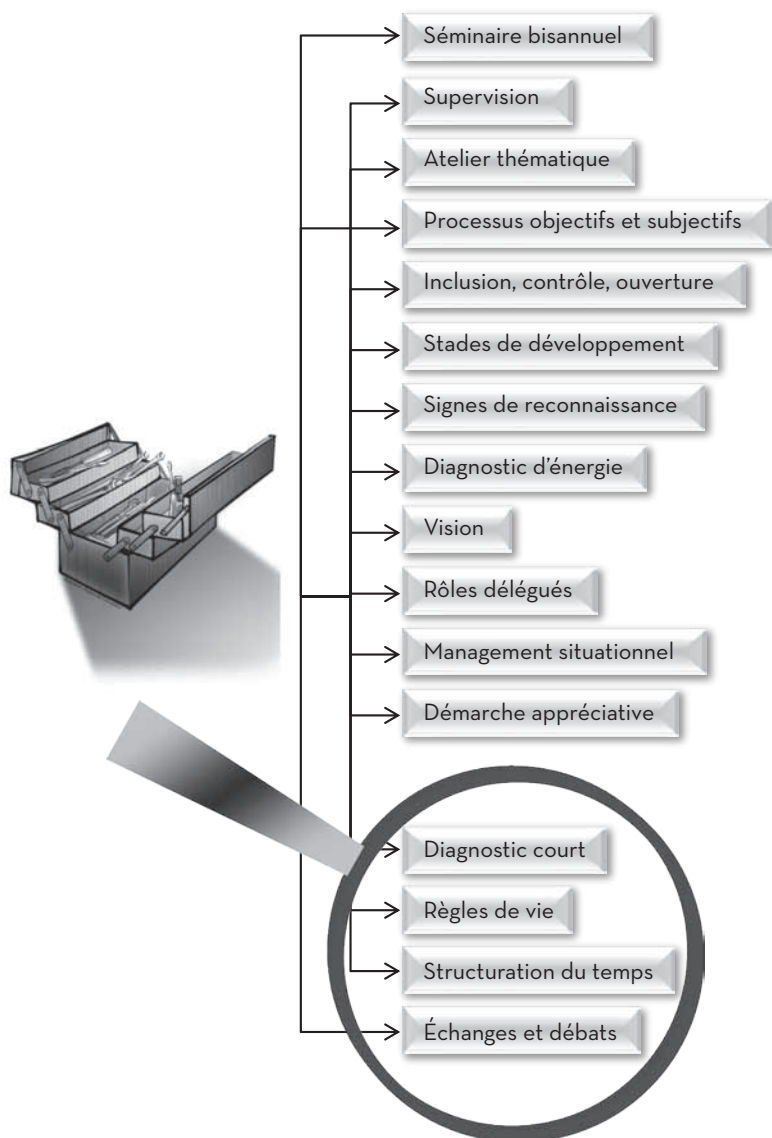 Séminaire bisannuel
Supervision
Atelier thématique
Processus objectifs et subjectifs
Inclusion, contrôle, ouverture
Stades de développement
Signes de reconnaissance
Diagnostic d'énergie
Vision
Rôles délégués
Management situationnel
Démarche appréciative
Diagnostic court
Règles de vie
Structuration du temps
Échanges et débats